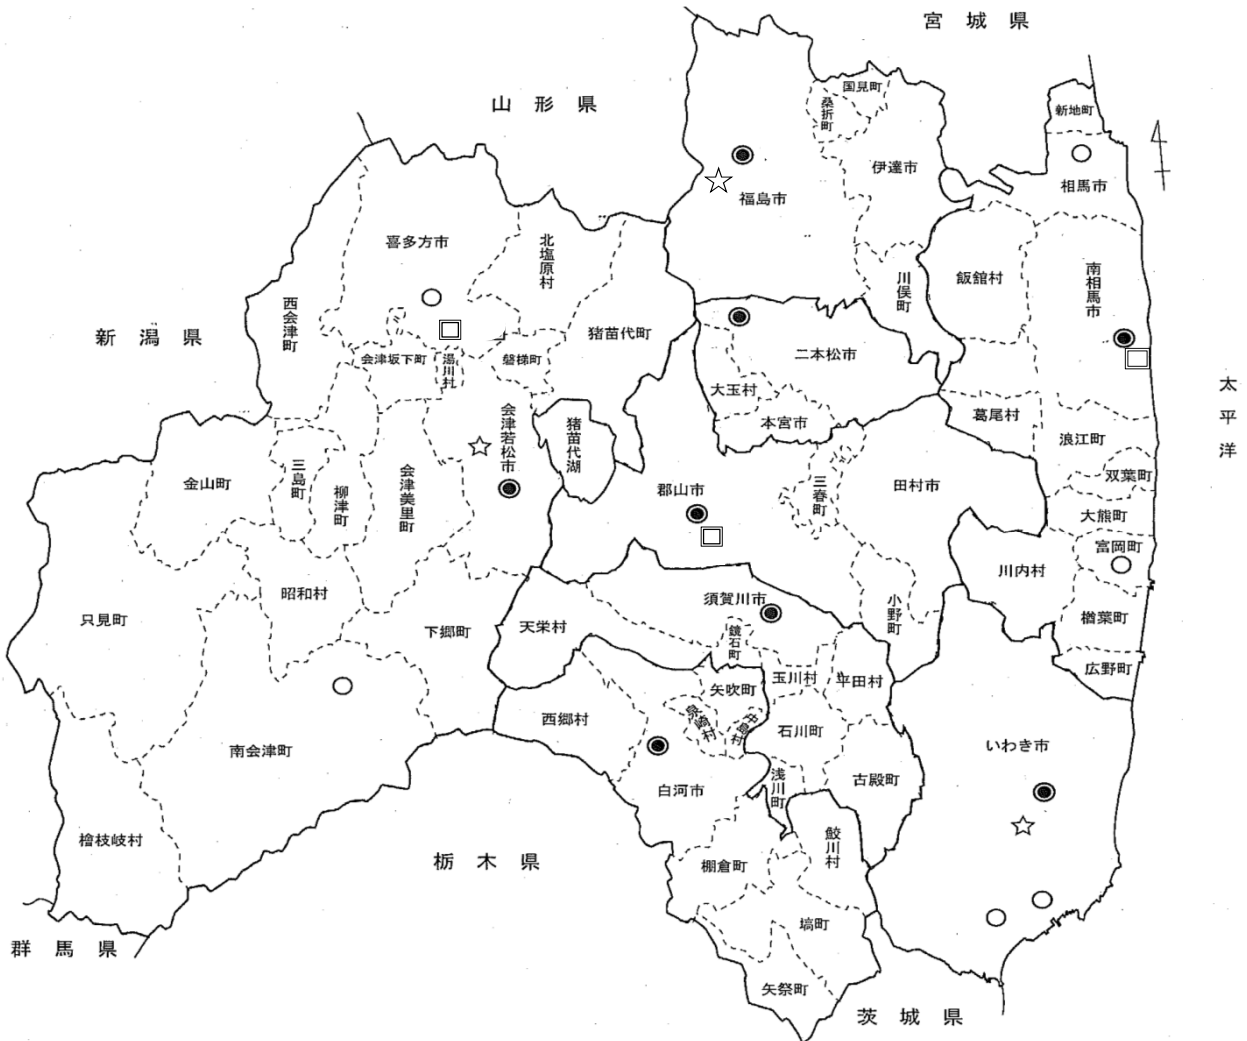 宮城県
山形県
国見町
桑折町
新地町
伊達市
相馬市
福島市
喜多方市
北塩原村
川俣町
飯舘村
南相馬市
西会津町
猪苗代町
新潟県
会津坂下町
湯川村
磐梯町
二本松市
大玉村
本宮市
葛尾村
太平洋
浪江町
会津若松市
猪苗代湖
三島町
金山町
柳津町
会津美里町
郡山市
三春町
田村市
双葉町
大熊町
富岡町
川内村
昭和村
只見町
下郷町
天栄村
須賀川市
鏡石町
小野町
楢葉町
広野町
玉川村
平田村
矢吹町
西郷村
泉崎村
中島村
石川町
南会津町
いわき市
白河市
浅川町
古殿町
檜枝岐村
栃木県
棚倉町
鮫川村
塙町
群馬県
矢祭町
茨城県